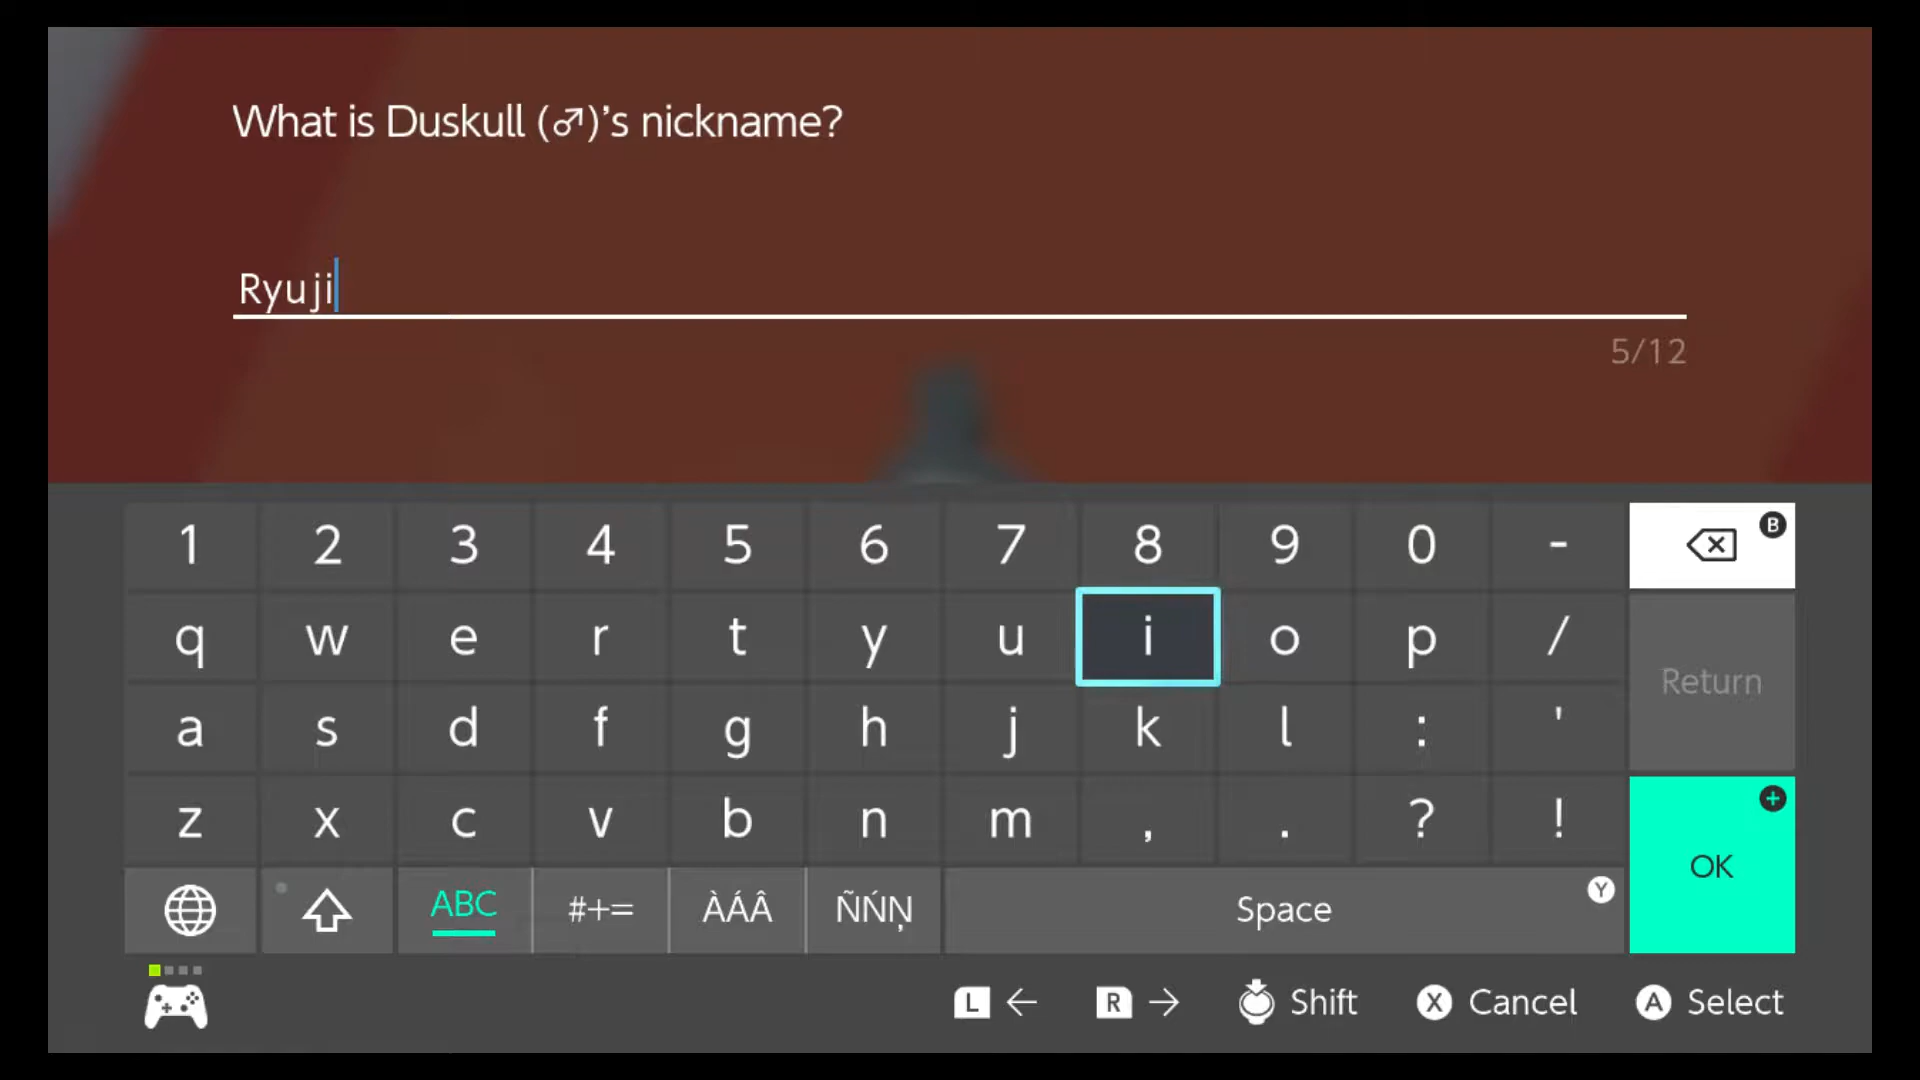 What is Duskull (♂)'s nickname?
Ryuji
5/12
1 2 3 4 5 6 7 8 9 0 - B
q w e r t y u i o p /
Return
a s d f g h j k l : '
z x c v b n m , . ? ! +
OK
ABC #+= ÀÁÂ ÑŃŅ Space Y
L ← R → Shift X Cancel A Select